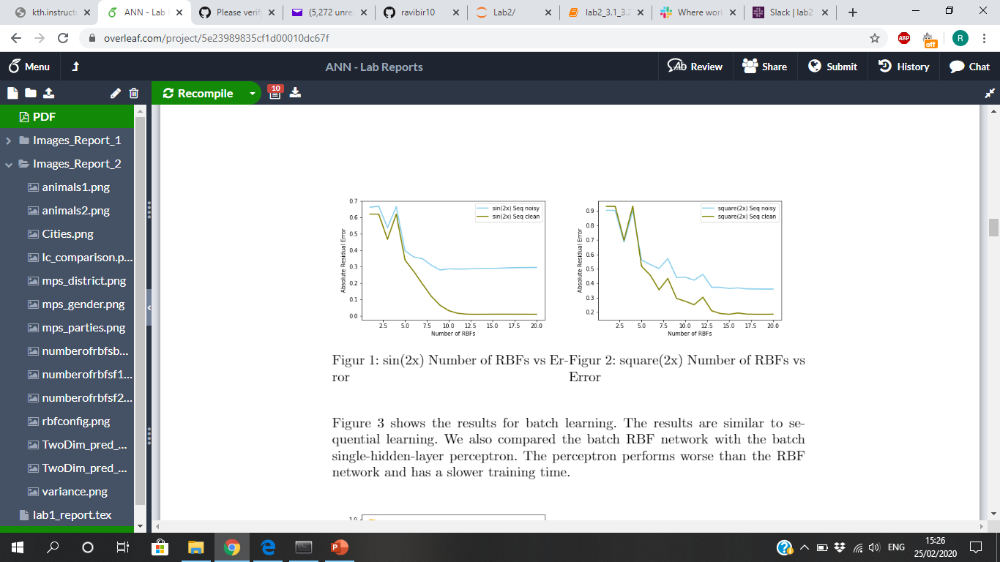 kth.instruct
ANN - Lab
Please verif
(5,272 unre
ravibir10
Lab2/
lab2_3.1_3.2
Where work
Slack | lab2
overleaf.com/project/5e23989835cf1d00010dc67f
ABP
off
R
Menu
ANN - Lab Reports
Review
Share
Submit
History
Chat
Recompile
10
PDF
Images_Report_1
Images_Report_2
animals1.png
animals2.png
Cities.png
lc_comparison.p...
mps_district.png
mps_gender.png
mps_parties.png
numberofrbfsb...
numberofrbfsf1...
numberofrbfsf2...
rbfconfig.png
TwoDim_pred_...
TwoDim_pred_...
variance.png
lab1_report.tex
Absolute Residual Error
0.7
0.6
0.5
0.4
0.3
0.2
0.1
0.0
sin(2x) Seq noisy
sin(2x) Seq clean
2.5 5.0 7.5 10.0 12.5 15.0 17.5 20.0
Number of RBFs
Absolute Residual Error
0.9
0.8
0.7
0.6
0.5
0.4
0.3
0.2
square(2x) Seq noisy
square(2x) Seq clean
2.5 5.0 7.5 10.0 12.5 15.0 17.5 20.0
Number of RBFs
Figur 1: sin(2x) Number of RBFs vs Er-
ror
Figur 2: square(2x) Number of RBFs vs
Error
Figure 3 shows the results for batch learning. The results are similar to se-
quential learning. We also compared the batch RBF network with the batch
single-hidden-layer perceptron. The perceptron performs worse than the RBF
network and has a slower training time.
1.0
ENG
15:26
25/02/2020